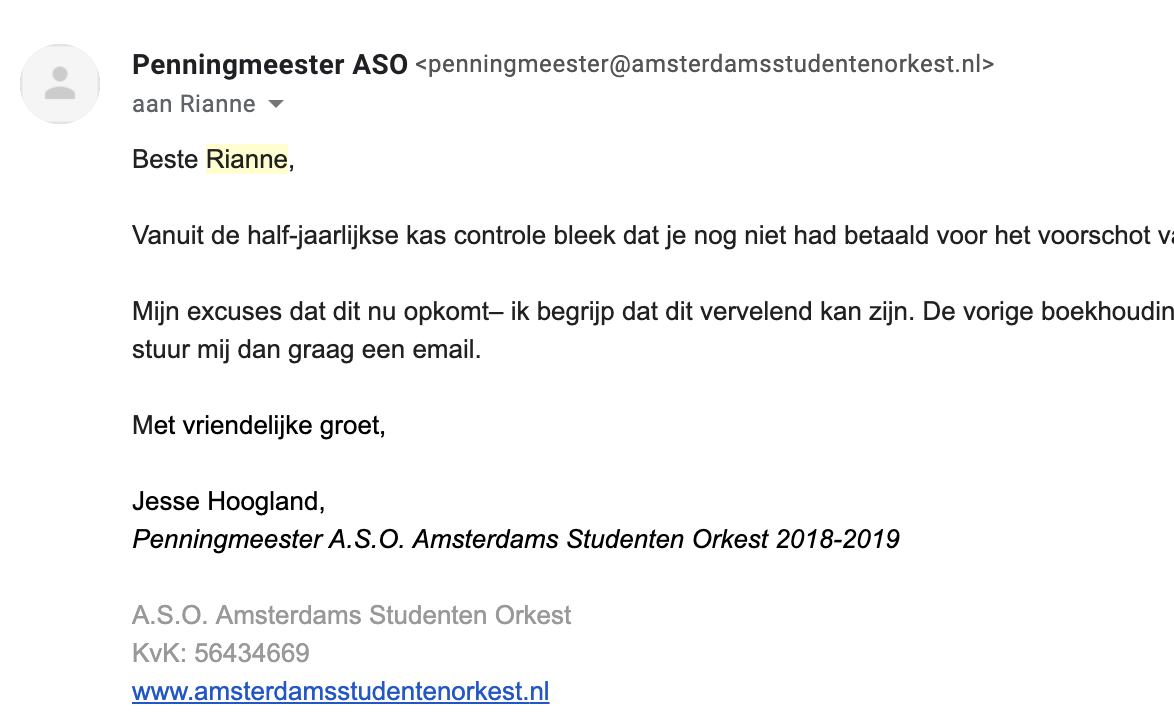 Penningmeester ASO <penningmeester@amsterdamsstudentenorkest.nl>
aan Rianne
Beste Rianne,
Vanuit de half-jaarlijkse kas controle bleek dat je nog niet had betaald voor het voorschot
Mijn excuses dat dit nu opkomt– ik begrijp dat dit vervelend kan zijn. De vorige
stuur mij dan graag een email.
Met vriendelijke groet,
Jesse Hoogland,
Penningmeester A.S.O. Amsterdams Studenten Orkest 2018-2019
A.S.O. Amsterdams Studenten Orkest
KvK: 56434669
www.amsterdamsstudentenorkest.nl